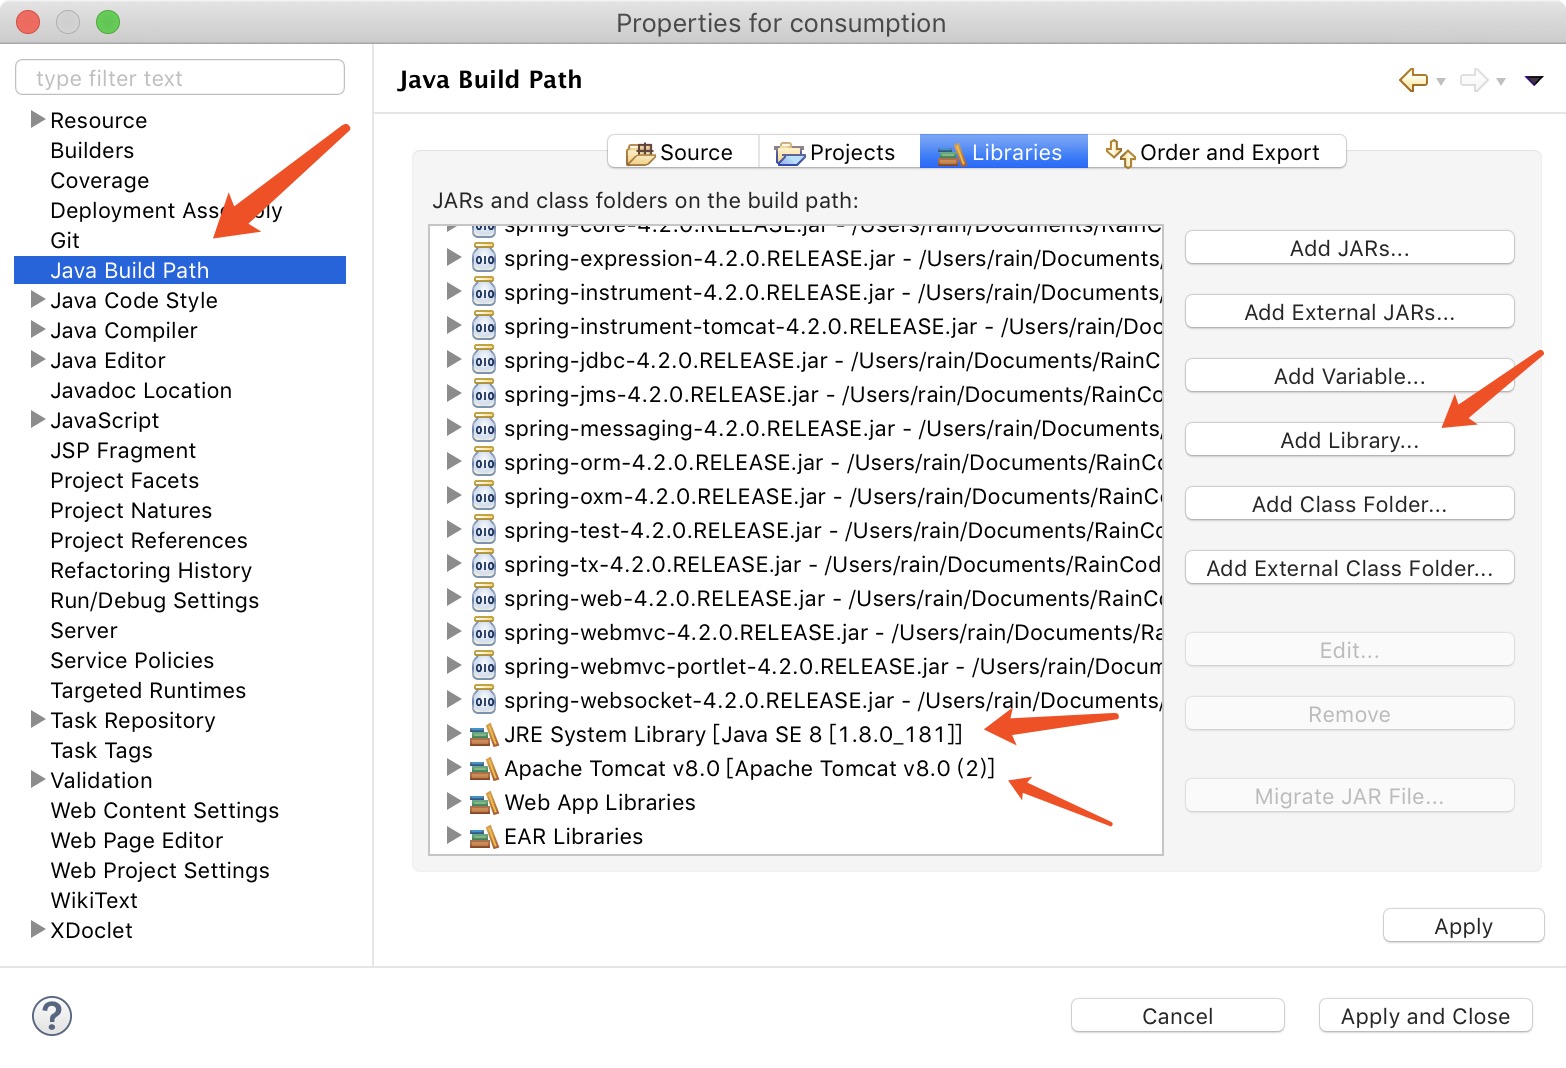 Properties for consumption
type filter text
Resource
Builders
Coverage
Deployment
Git
Java Build Path
Java Code Style
Java Compiler
Java Editor
Javadoc Location
JavaScript
JSP Fragment
Project Facets
Project Natures
Project References
Refactoring History
Run/Debug Settings
Server
Service Policies
Targeted Runtimes
Task Repository
Task Tags
Validation
Web Content Settings
Web Page Editor
Web Project Settings
WikiText
XDoclet
Java Build Path
Source Projects Libraries Order and Export
JARs and class folders on the build path:
spring-core-4.2.0.RELEASE.jar - /Users/rain/Documents/RainC
spring-expression-4.2.0.RELEASE.jar - /Users/rain/Documents/
spring-instrument-4.2.0.RELEASE.jar - /Users/rain/Documents/
spring-instrument-tomcat-4.2.0.RELEASE.jar - /Users/rain/Doc
spring-jdbc-4.2.0.RELEASE.jar - /Users/rain/Documents/RainC
spring-jms-4.2.0.RELEASE.jar - /Users/rain/Documents/RainCo
spring-messaging-4.2.0.RELEASE.jar - /Users/rain/Documents/
spring-orm-4.2.0.RELEASE.jar - /Users/rain/Documents/RainCo
spring-oxm-4.2.0.RELEASE.jar - /Users/rain/Documents/RainCo
spring-test-4.2.0.RELEASE.jar - /Users/rain/Documents/RainCo
spring-tx-4.2.0.RELEASE.jar - /Users/rain/Documents/RainCod
spring-web-4.2.0.RELEASE.jar - /Users/rain/Documents/RainCo
spring-webmvc-4.2.0.RELEASE.jar - /Users/rain/Documents/Ra
spring-webmvc-portlet-4.2.0.RELEASE.jar - /Users/rain/Docum
spring-websocket-4.2.0.RELEASE.jar - /Users/rain/Documents/
JRE System Library [Java SE 8 [1.8.0_181]]
Apache Tomcat v8.0 [Apache Tomcat v8.0 (2)]
Web App Libraries
EAR Libraries
Add JARs...
Add External JARs...
Add Variable...
Add Library...
Add Class Folder...
Add External Class Folder...
Edit...
Remove
Migrate JAR File...
Apply
Cancel
Apply and Close